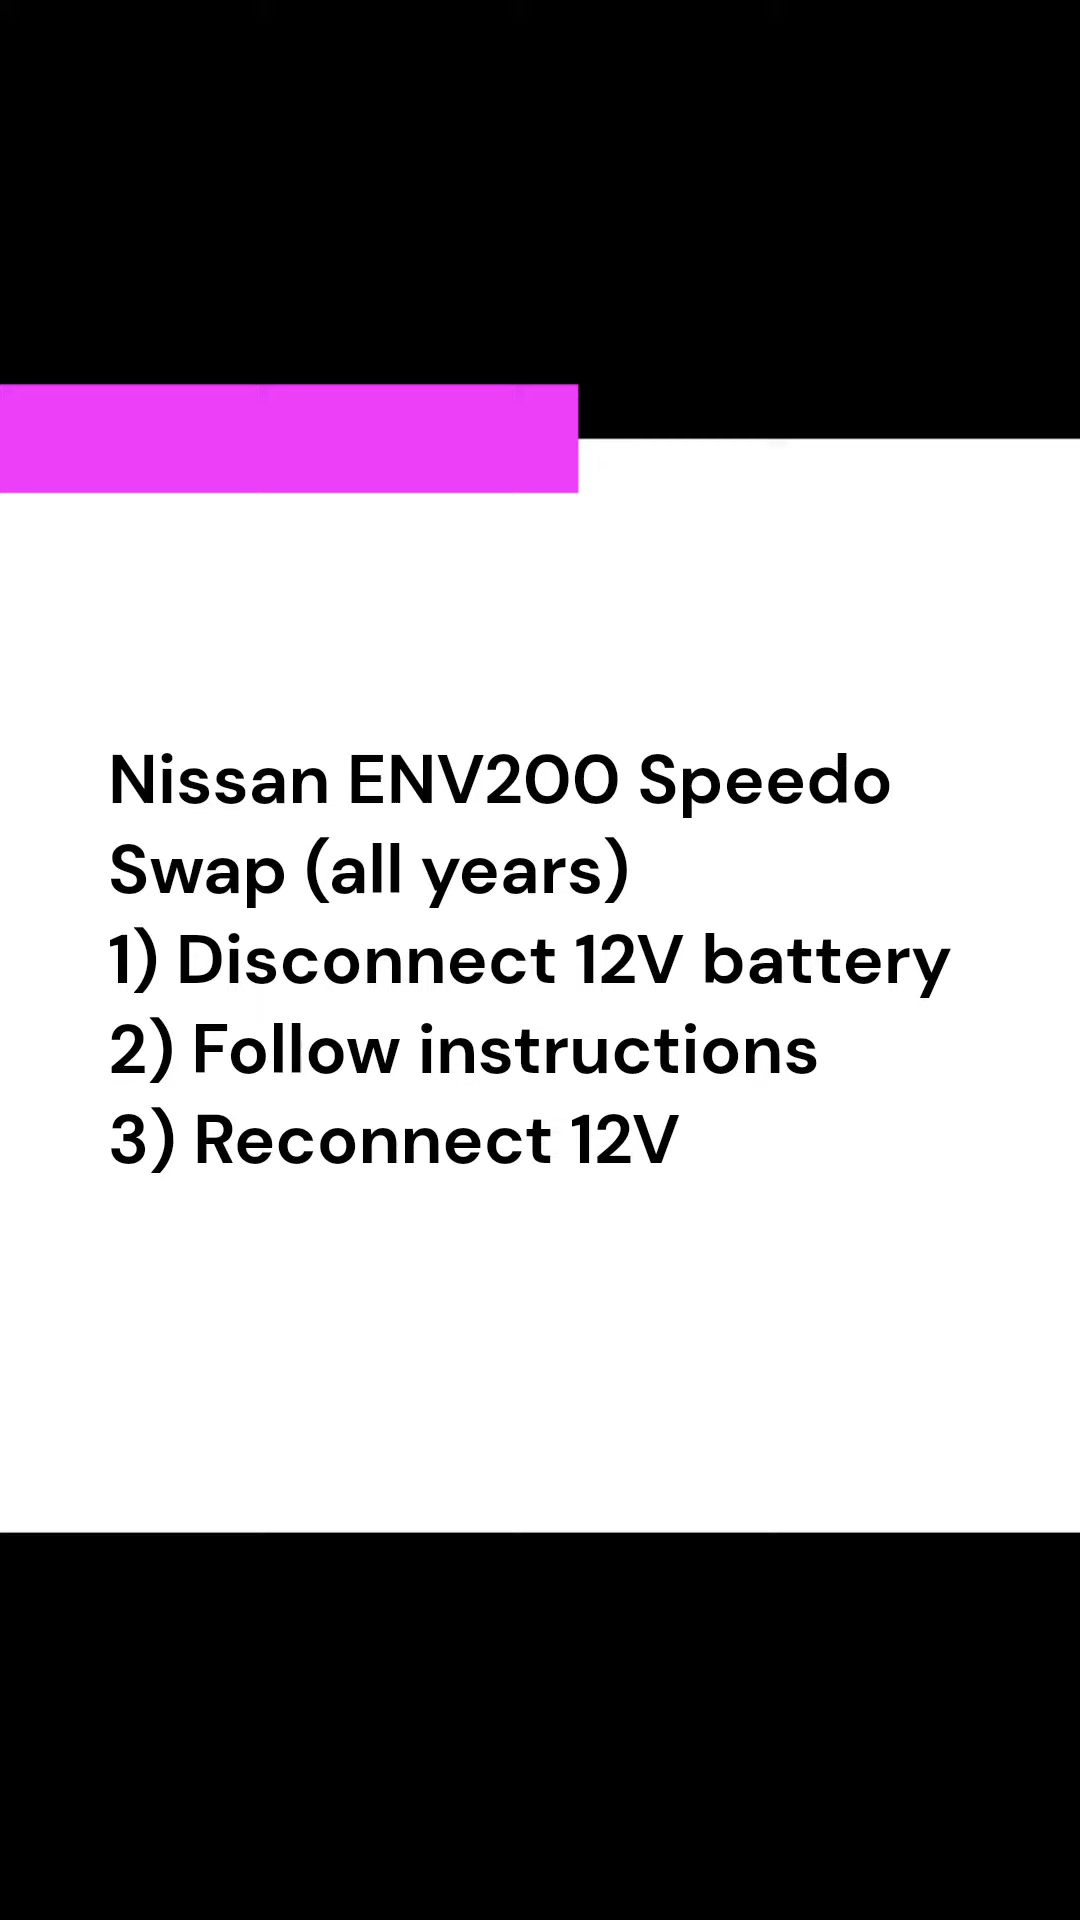 Nissan ENV200 Speedo
Swap (all years)
1) Disconnect 12V battery
2) Follow instructions
3) Reconnect 12V